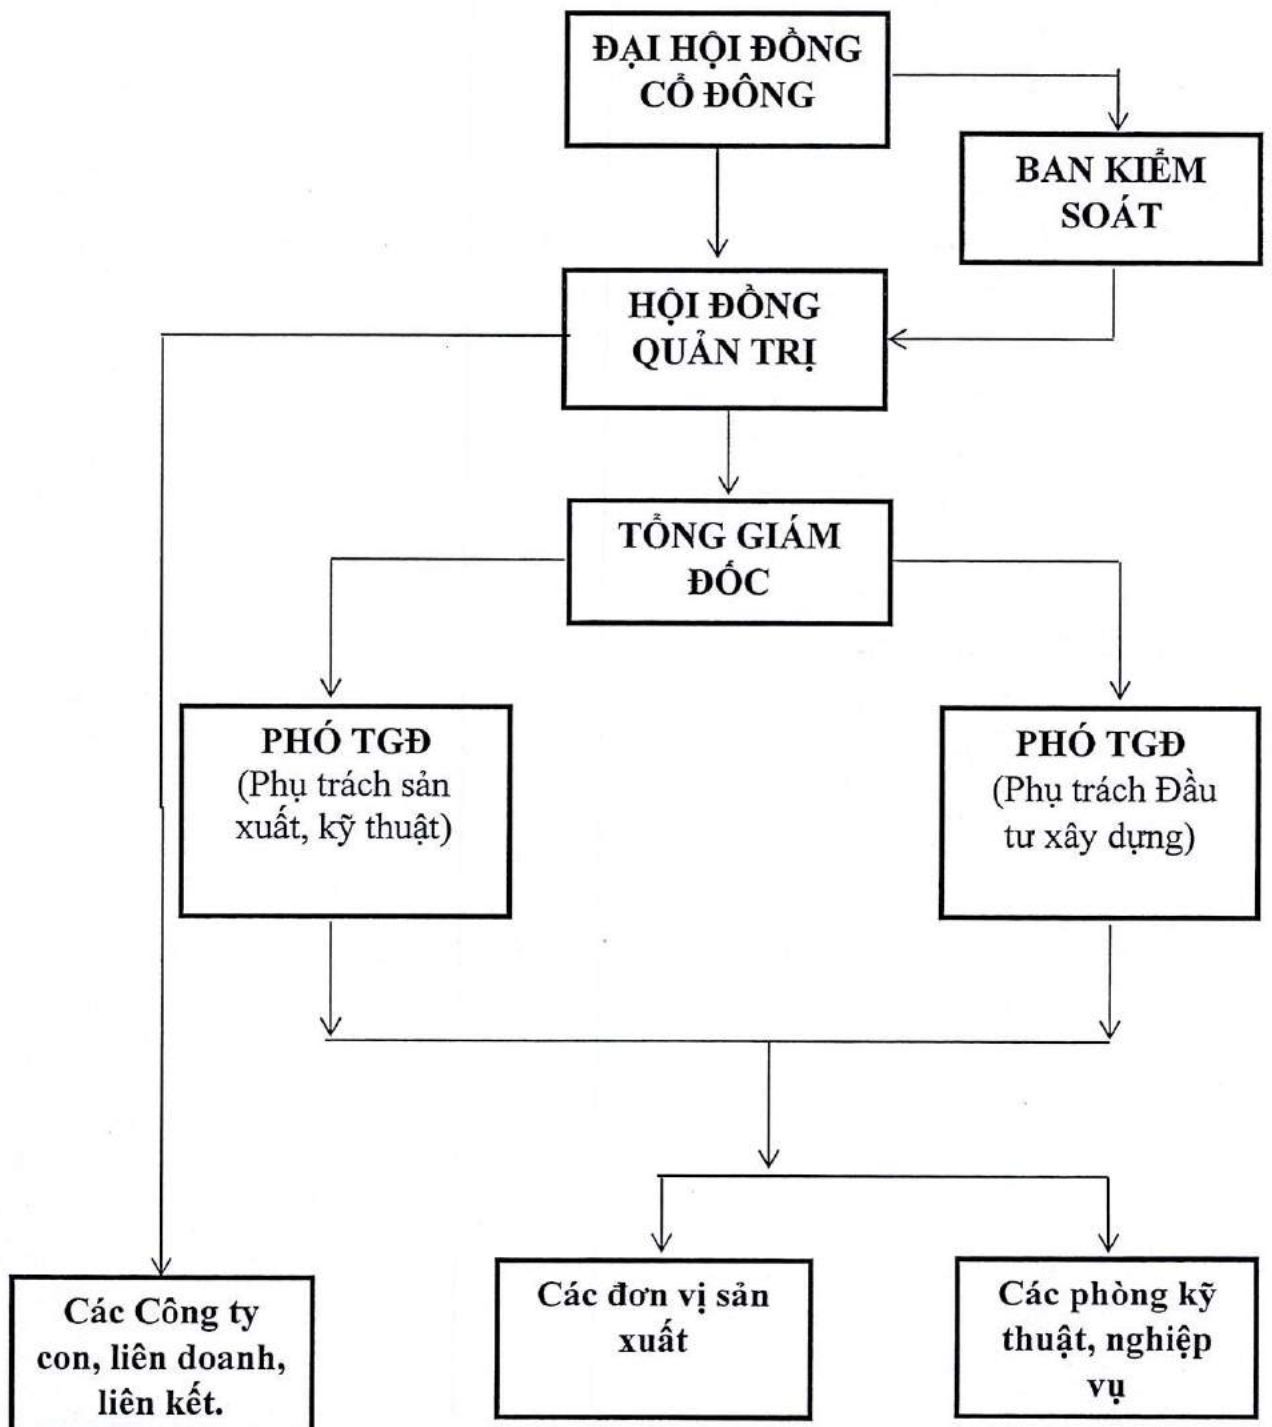 ĐẠI HỘI ĐỒNG
CỔ ĐÔNG
BAN KIỂM
SOÁT
HỘI ĐỒNG
QUẢN TRỊ
TỔNG GIÁM
ĐỐC
PHÓ TGĐ
(Phụ trách sản
xuất, kỹ thuật)
PHÓ TGĐ
(Phụ trách Đầu
tư xây dựng)
Các Công ty
con, liên doanh,
liên kết.
Các đơn vị sản
xuất
Các phòng kỹ
thuật, nghiệp
vụ